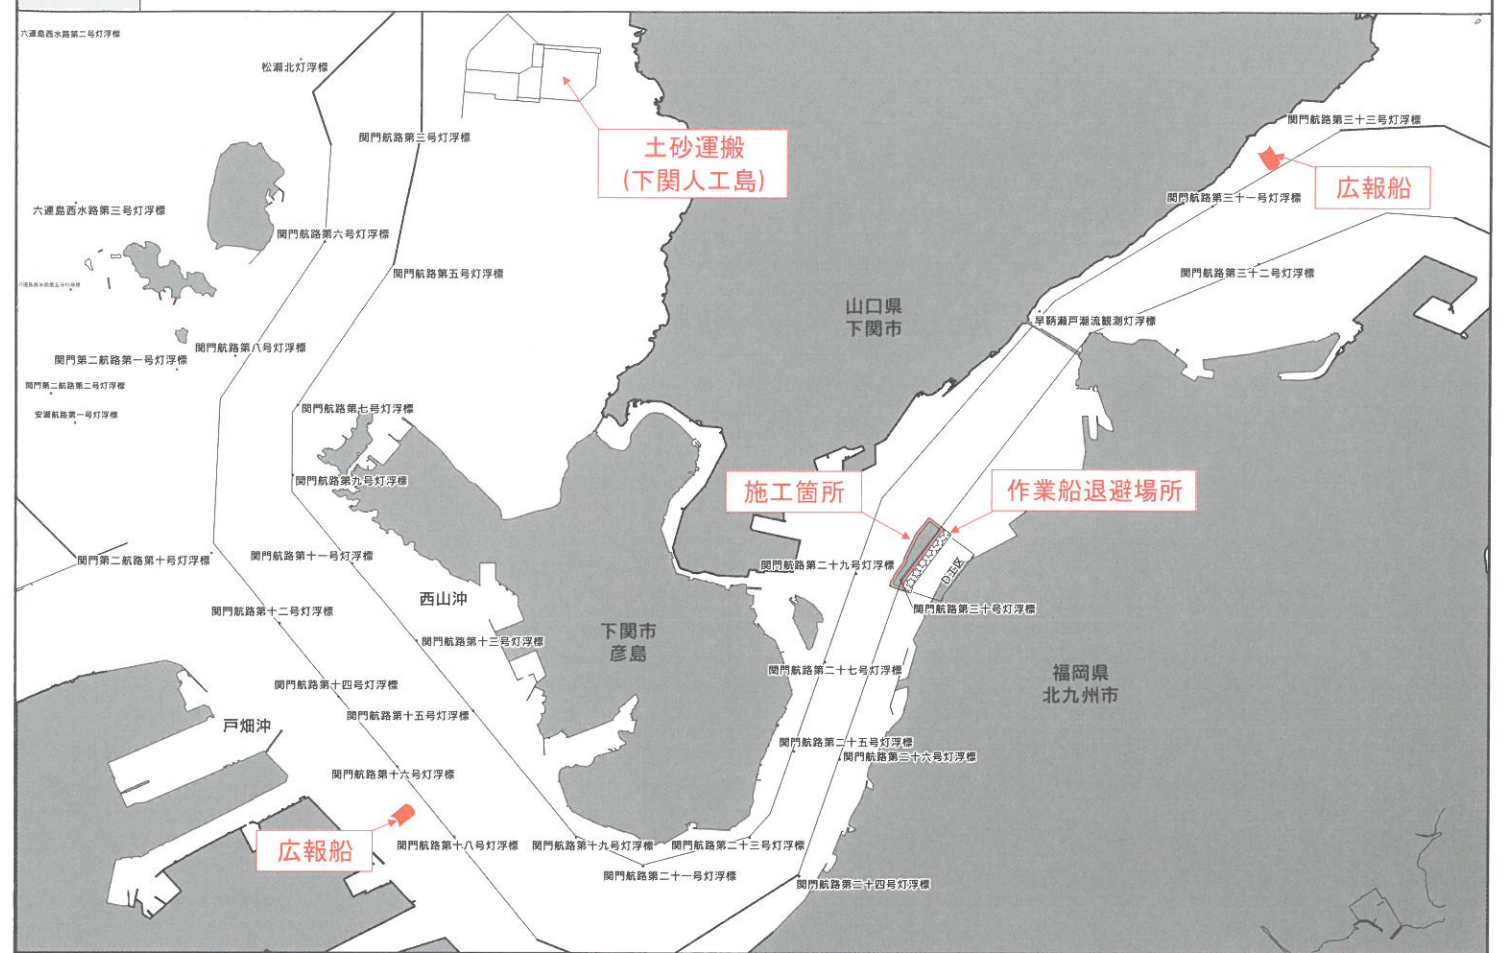 六連島西水路第二号灯浮標
松瀬北灯浮標
関門航路第三号灯浮標
土砂運搬
(下関人工島)
関門航路第三十三号灯浮標
広報船
関門航路第三十一号灯浮標
六連島西水路第三号灯浮標
関門航路第六号灯浮標
関門航路第五号灯浮標
関門航路第三十二号灯浮標
山口県
下関市
早鞆瀬戸潮流観測灯浮標
関門航路第八号灯浮標
関門第二航路第一号灯浮標
関門第二航路第二号灯浮標
安瀬航路第一号灯浮標
関門航路第七号灯浮標
関門航路第九号灯浮標
施工箇所
作業船退避場所
関門第二航路第十号灯浮標
関門航路第十一号灯浮標
関門航路第二十九号灯浮標
D工区
西山沖
関門航路第十二号灯浮標
関門航路第三十号灯浮標
下関市
彦島
関門航路第十三号灯浮標
関門航路第二十七号灯浮標
福岡県
北九州市
関門航路第十四号灯浮標
関門航路第十五号灯浮標
戸畑沖
関門航路第二十五号灯浮標
関門航路第二十六号灯浮標
関門航路第十六号灯浮標
広報船
関門航路第十八号灯浮標
関門航路第十九号灯浮標
関門航路第二十三号灯浮標
関門航路第二十一号灯浮標
関門航路第二十四号灯浮標